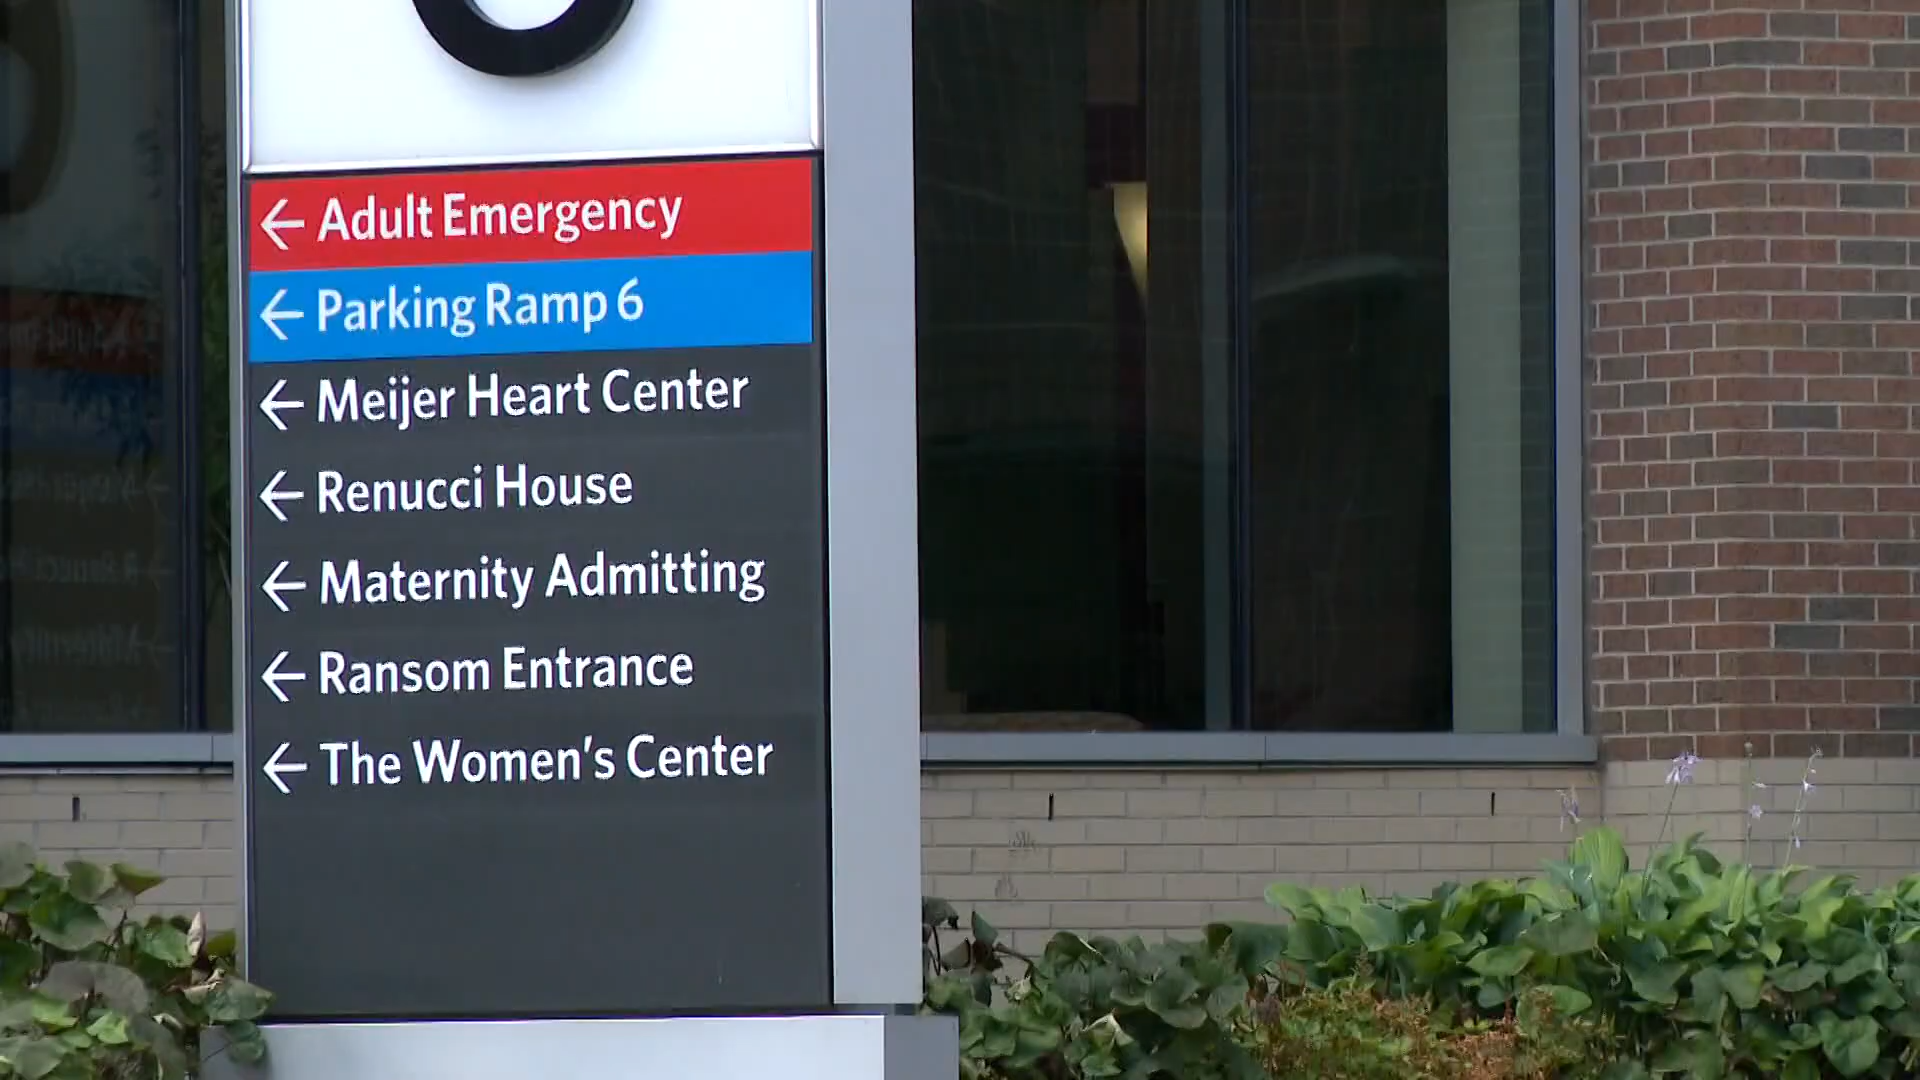 ← Adult Emergency
← Parking Ramp 6
← Meijer Heart Center
← Renucci House
← Maternity Admitting
← Ransom Entrance
← The Women's Center